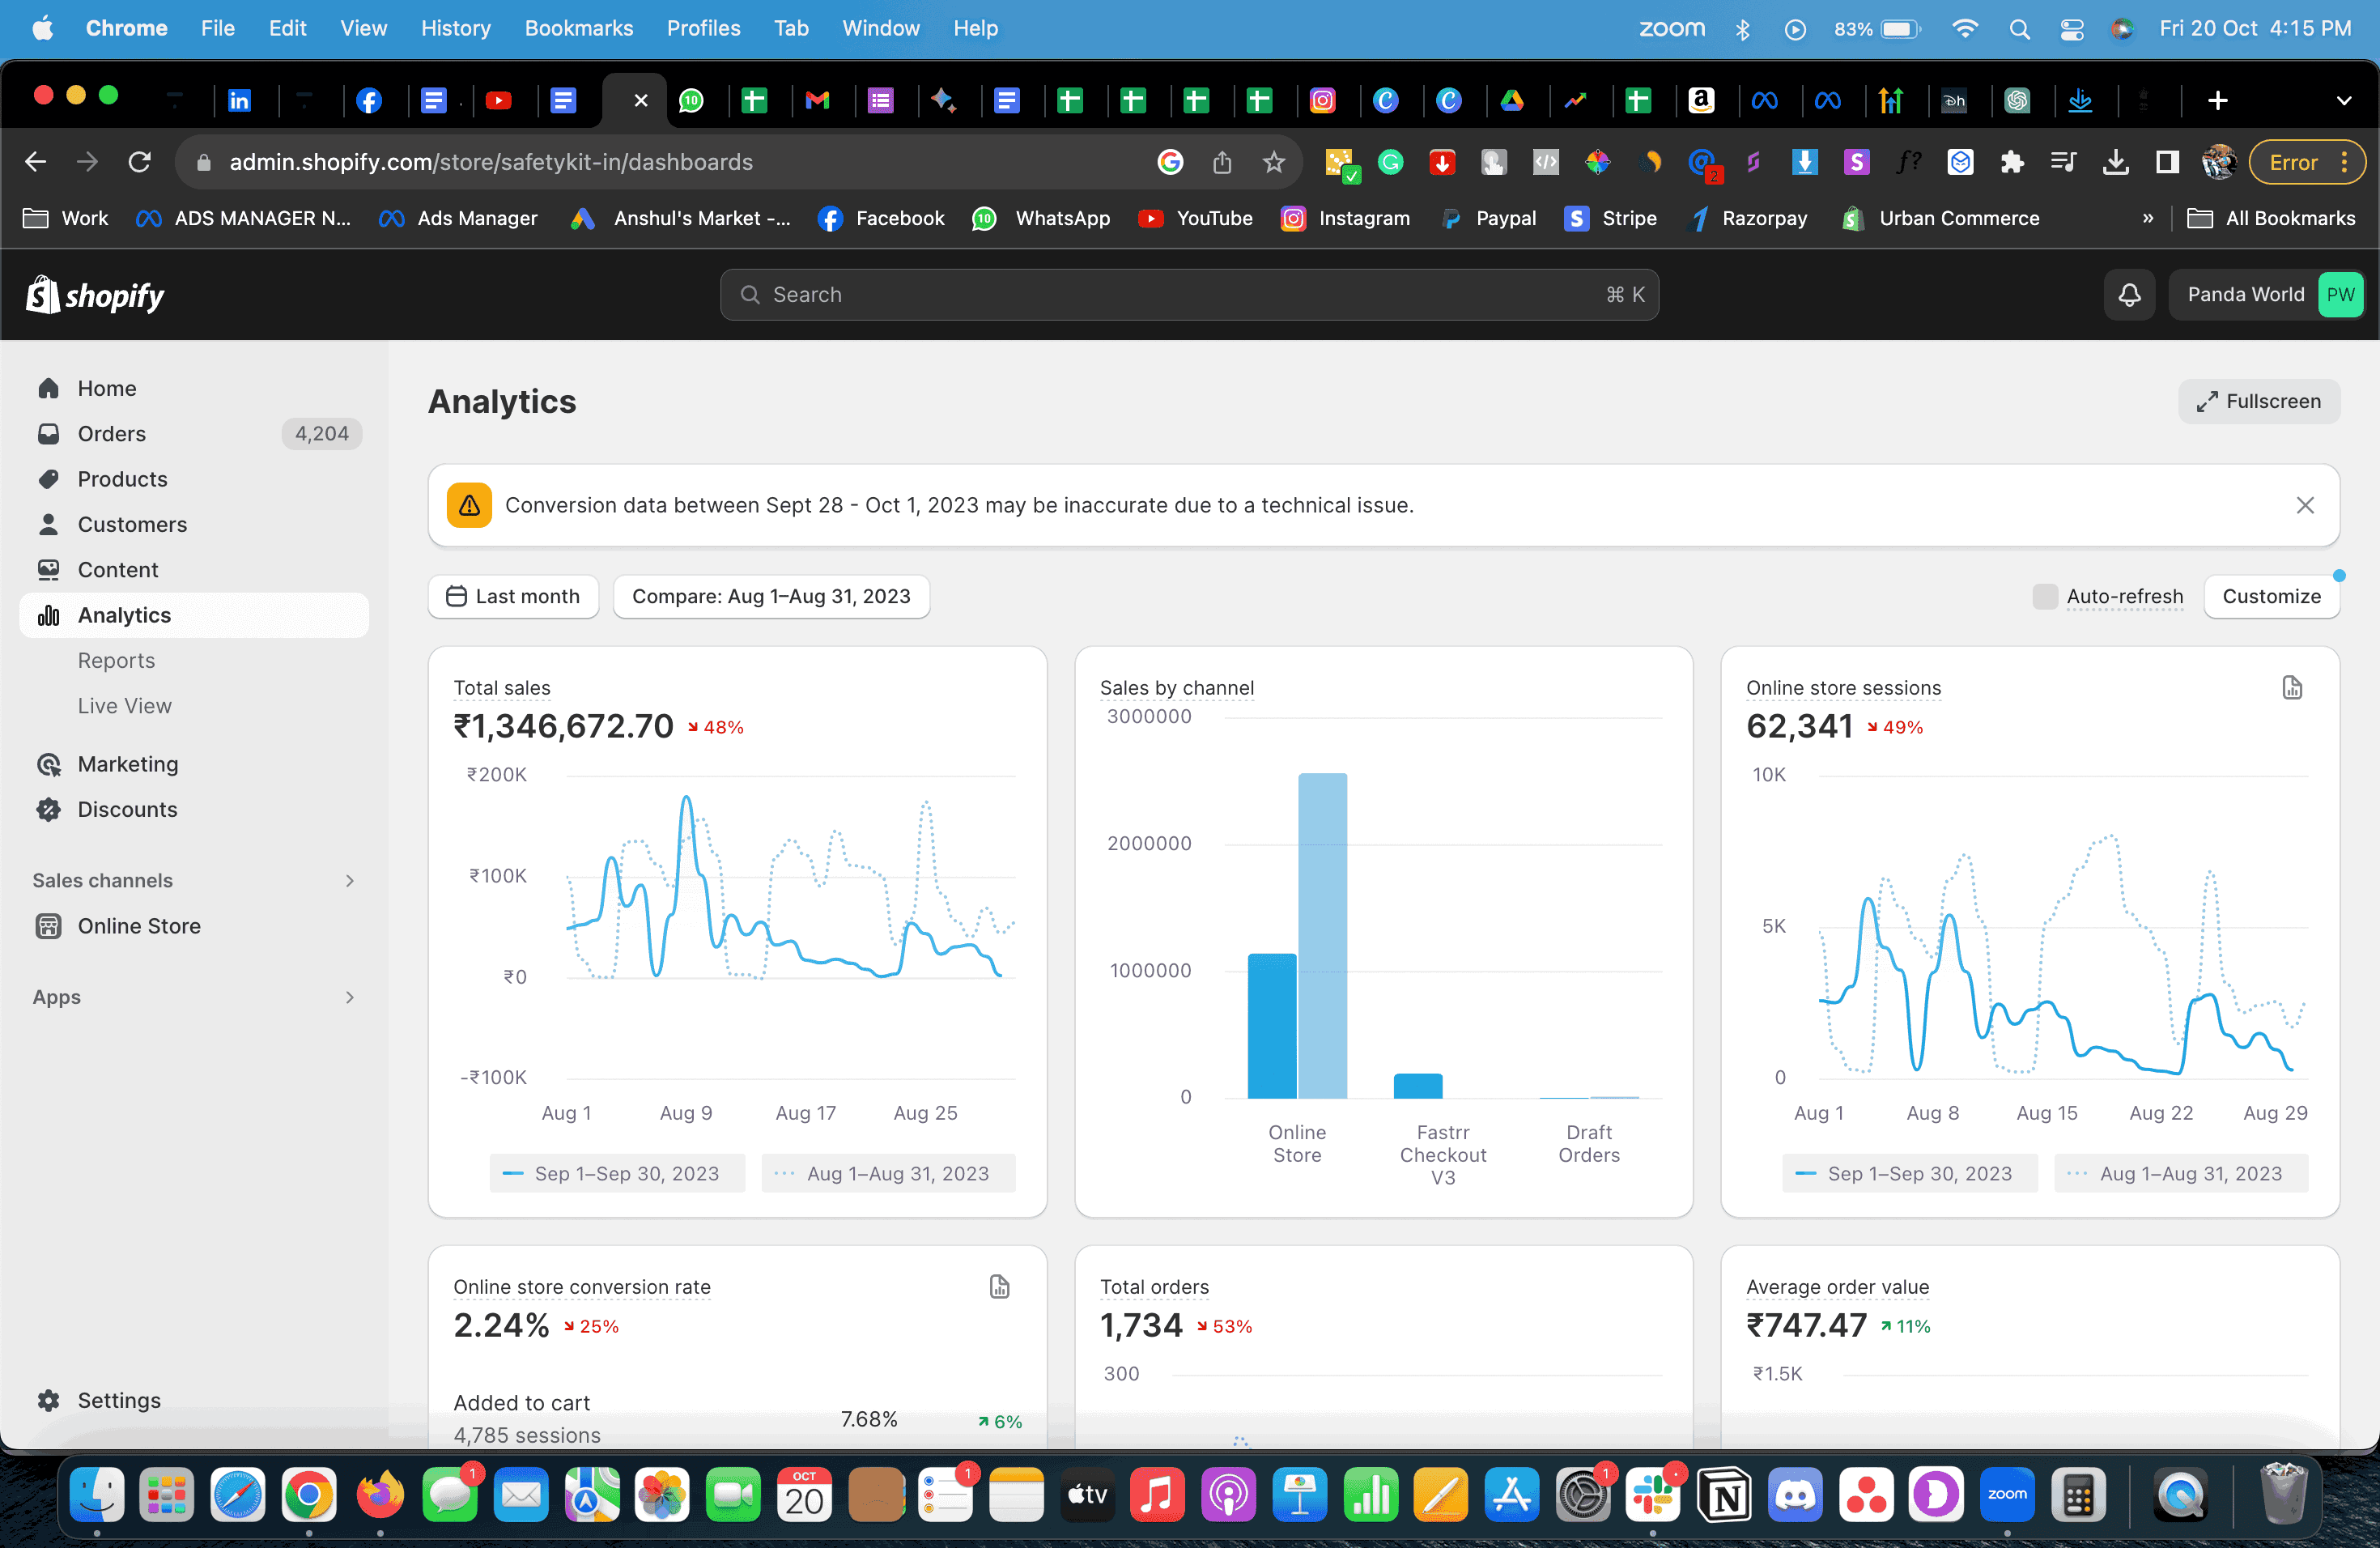 Chrome File Edit View History Bookmarks Profiles Tab Window Help
zoom 83% Fri 20 Oct 4:15 PM
admin.shopify.com/store/safetykit-in/dashboards
Error
Work ADS MANAGER N... Ads Manager Anshul's Market -... Facebook WhatsApp YouTube Instagram Paypal Stripe Razorpay Urban Commerce » All Bookmarks
shopify
Search ⌘ K
Panda World PW
Home
Orders 4,204
Products
Customers
Content
Analytics
Reports
Live View
Marketing
Discounts
Sales channels
Online Store
Apps
Settings
Analytics
Fullscreen
Conversion data between Sept 28 - Oct 1, 2023 may be inaccurate due to a technical issue.
Last month
Compare: Aug 1–Aug 31, 2023
Auto-refresh
Customize
Total sales
₹1,346,672.70 48%
₹200K
₹100K
₹0
-₹100K
Aug 1 Aug 9 Aug 17 Aug 25
Sep 1–Sep 30, 2023 Aug 1–Aug 31, 2023
Sales by channel
3000000
2000000
1000000
0
Online Store
Fastrr Checkout V3
Draft Orders
Online store sessions
62,341 49%
10K
5K
0
Aug 1 Aug 8 Aug 15 Aug 22 Aug 29
Sep 1–Sep 30, 2023 Aug 1–Aug 31, 2023
Online store conversion rate
2.24% 25%
Added to cart
4,785 sessions
7.68% 6%
Total orders
1,734 53%
300
Average order value
₹747.47 11%
₹1.5K
OCT
20
tv
zoom